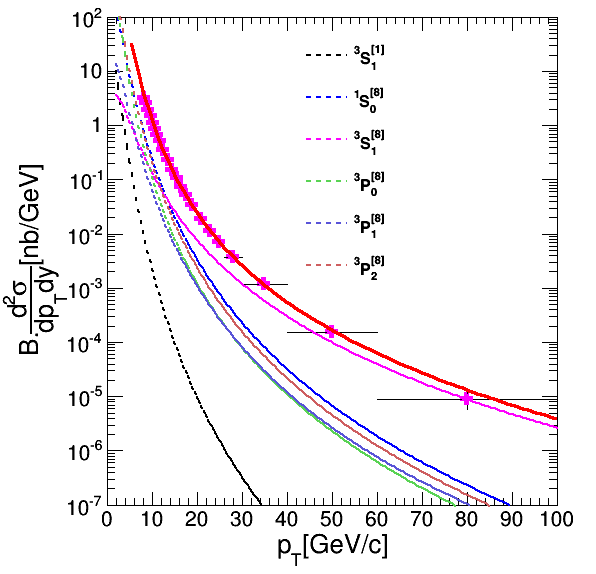 10²
10
1
10⁻¹
10⁻²
10⁻³
10⁻⁴
10⁻⁵
10⁻⁶
10⁻⁷
B.d²σ/dp_Tdy[nb/GeV]
³S₁[1]
¹S₀[8]
³S₁[8]
³P₀[8]
³P₁[8]
³P₂[8]
0 10 20 30 40 50 60 70 80 90 100
p_T[GeV/c]